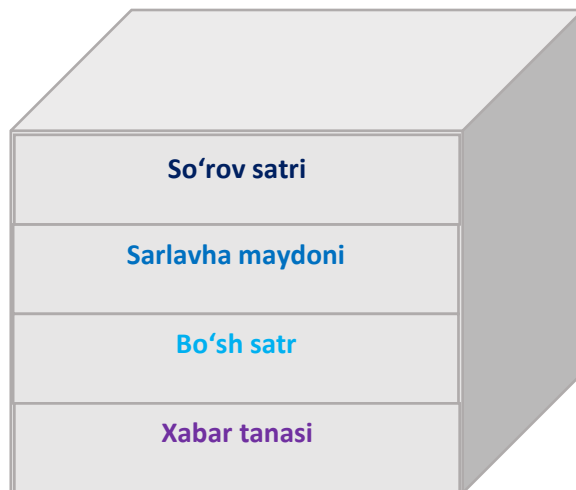 So‘rov satri
Sarlavha maydoni
Bo‘sh satr
Xabar tanasi